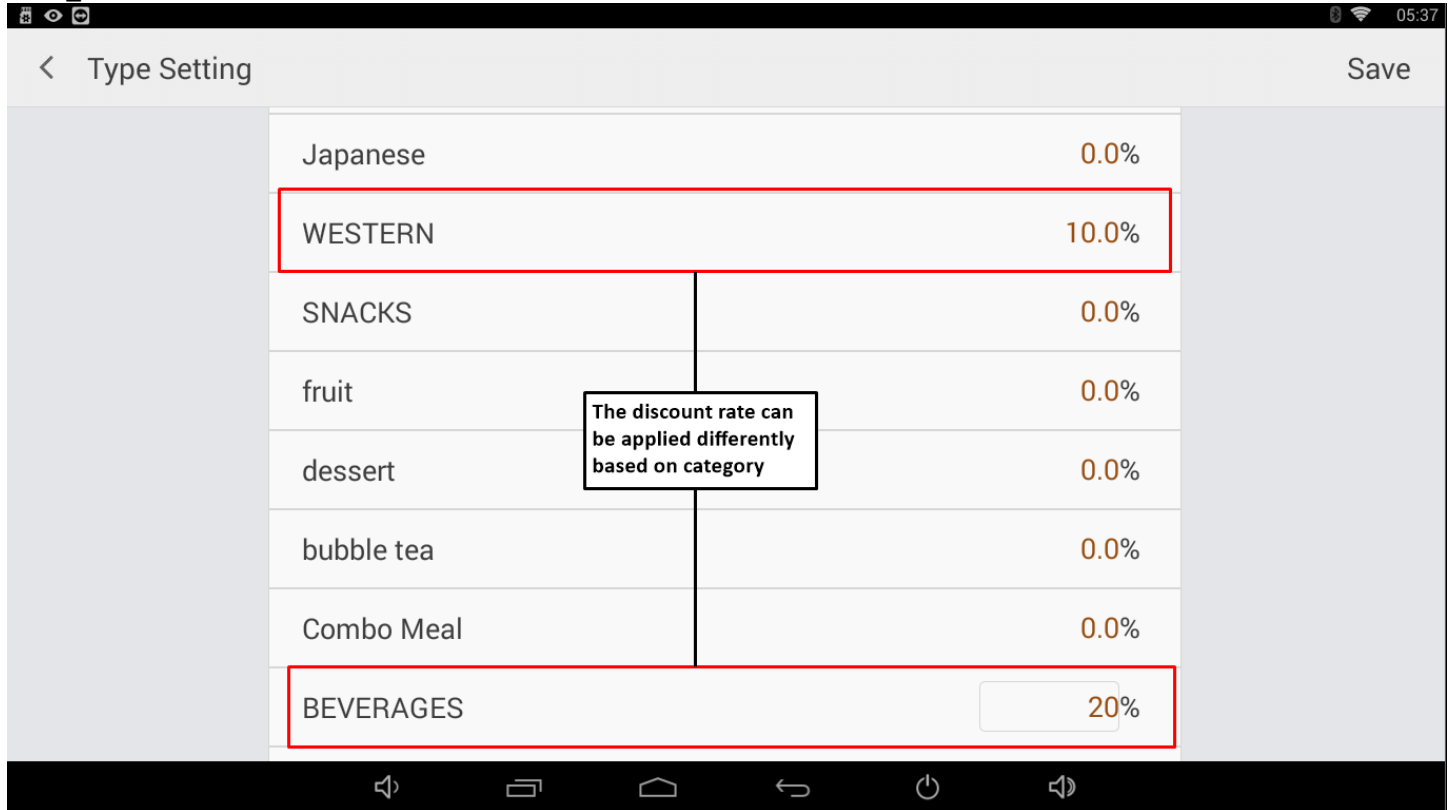 05:37
Type Setting
Save
Japanese 0.0%
WESTERN 10.0%
SNACKS 0.0%
fruit 0.0%
The discount rate can
be applied differently
based on category
dessert 0.0%
bubble tea 0.0%
Combo Meal 0.0%
BEVERAGES 20%